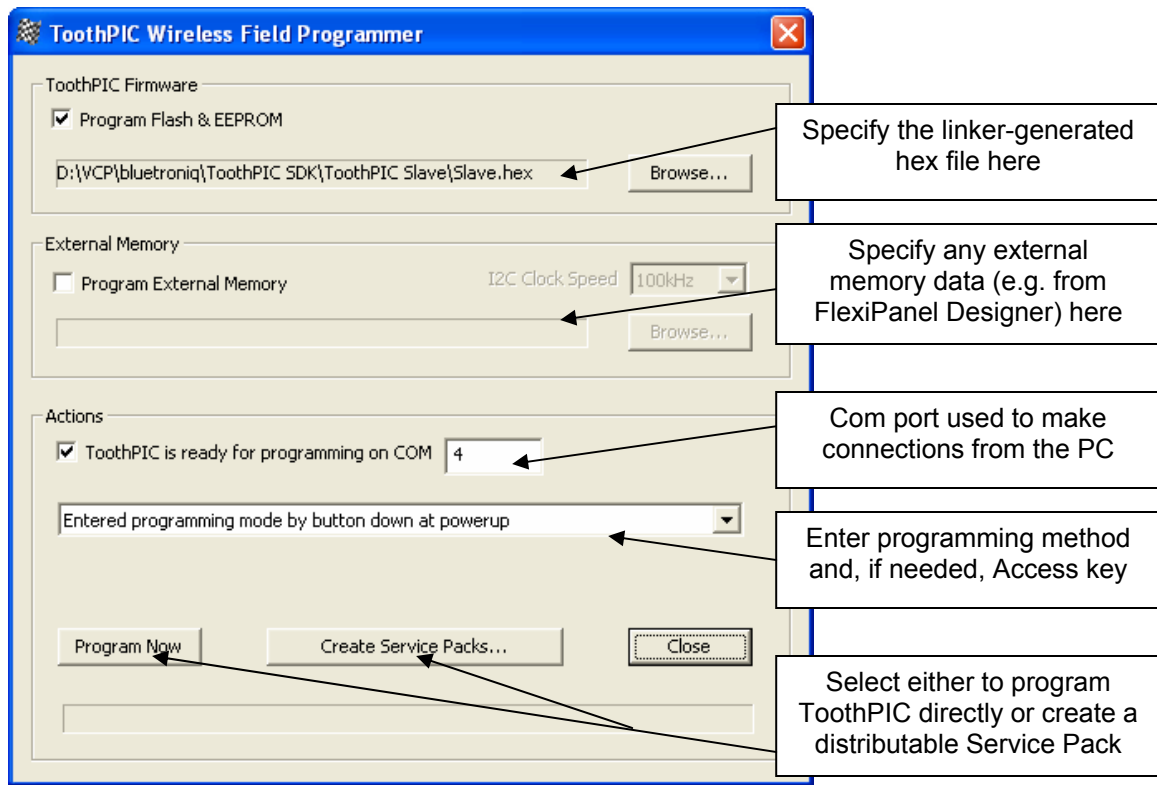 ToothPIC Wireless Field Programmer
ToothPIC Firmware
Program Flash & EEPROM
D:\VCP\bluetroniq\ToothPIC SDK\ToothPIC Slave\Slave.hex
Browse...
Specify the linker-generated
hex file here
External Memory
Program External Memory
I2C Clock Speed
100kHz
Browse...
Specify any external
memory data (e.g. from
FlexiPanel Designer) here
Actions
ToothPIC is ready for programming on COM
4
Com port used to make
connections from the PC
Entered programming mode by button down at powerup
Enter programming method
and, if needed, Access key
Program Now
Create Service Packs...
Close
Select either to program
ToothPIC directly or create a
distributable Service Pack